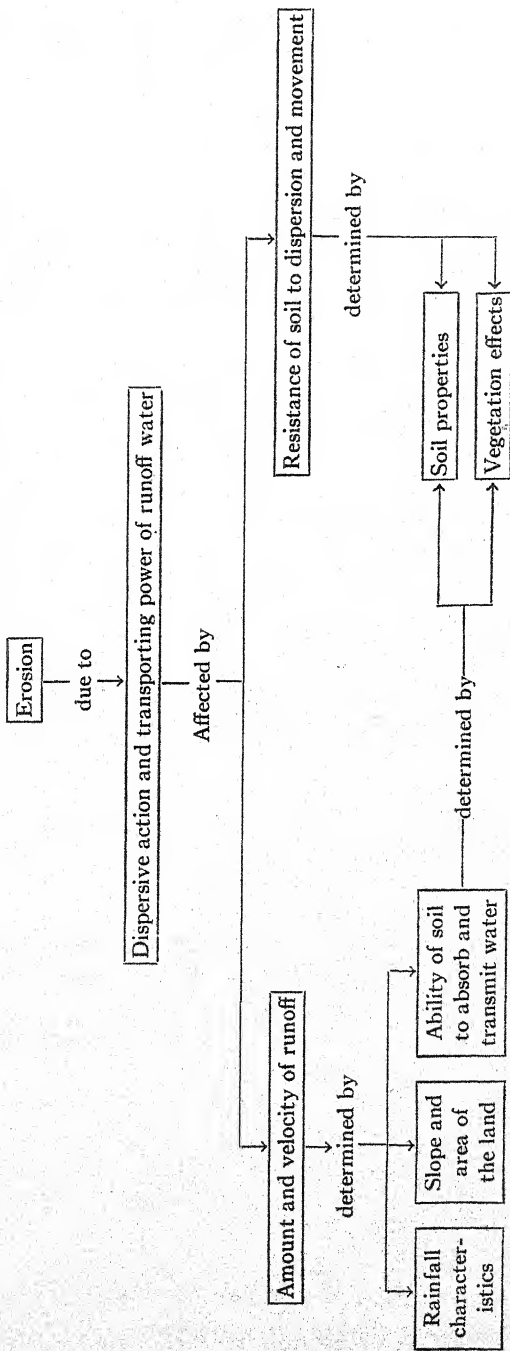 Erosion
due to
Dispersive action and transporting power of runoff water
Affected by
Amount and velocity of runoff
Resistance of soil to dispersion and movement
determined by
determined by
Rainfall
character-
istics
Slope and
area of
the land
Ability of soil
to absorb and
transmit water
determined by
Soil properties
Vegetation effects